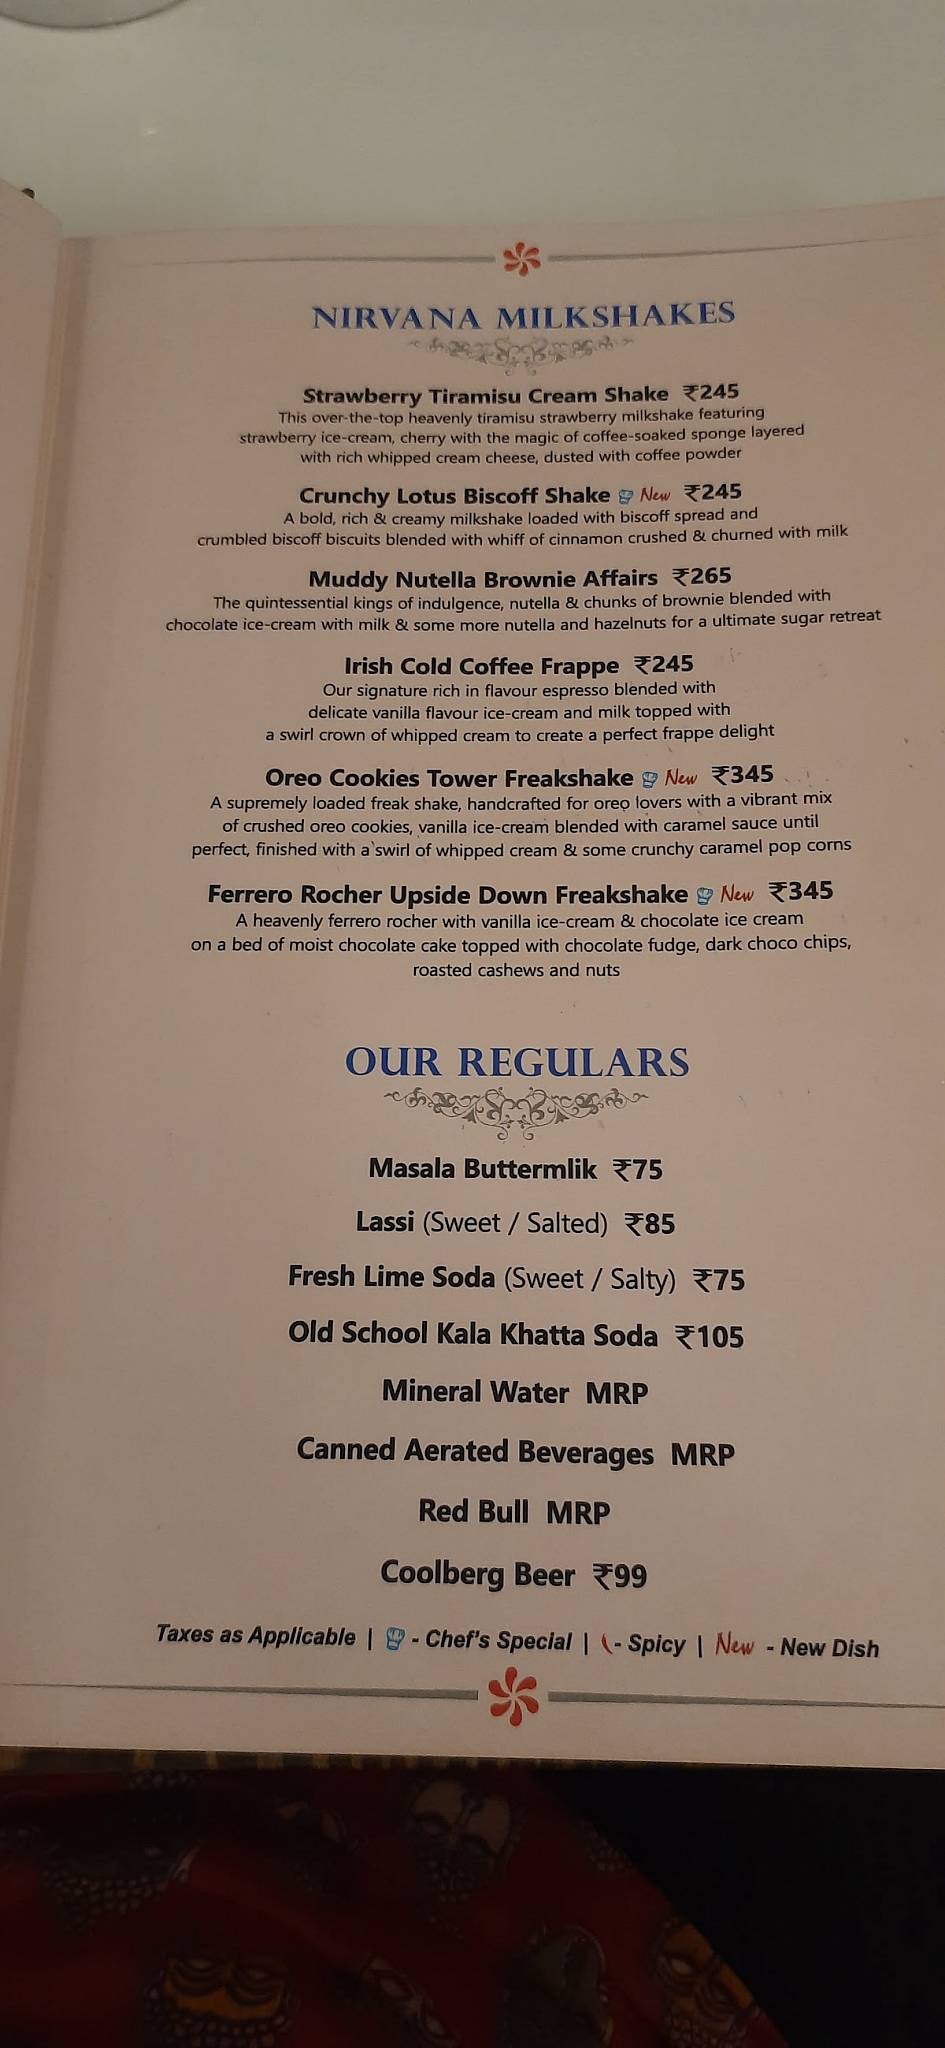 NIRVANA MILKSHAKES
Strawberry Tiramisu Cream Shake ₹245
This over-the-top heavenly tiramisu strawberry milkshake featuring
strawberry ice-cream, cherry with the magic of coffee-soaked sponge layered
with rich whipped cream cheese, dusted with coffee powder
Crunchy Lotus Biscoff Shake New ₹245
A bold, rich & creamy milkshake loaded with biscoff spread and
crumbled biscoff biscuits blended with whiff of cinnamon crushed & churned with milk
Muddy Nutella Brownie Affairs ₹265
The quintessential kings of indulgence, nutella & chunks of brownie blended with
chocolate ice-cream with milk & some more nutella and hazelnuts for a ultimate sugar retreat
Irish Cold Coffee Frappe ₹245
Our signature rich in flavour espresso blended with
delicate vanilla flavour ice-cream and milk topped with
a swirl crown of whipped cream to create a perfect frappe delight
Oreo Cookies Tower Freakshake New ₹345
A supremely loaded freak shake, handcrafted for oreo lovers with a vibrant mix
of crushed oreo cookies, vanilla ice-cream blended with caramel sauce until
perfect, finished with a swirl of whipped cream & some crunchy caramel pop corns
Ferrero Rocher Upside Down Freakshake New ₹345
A heavenly ferrero rocher with vanilla ice-cream & chocolate ice cream
on a bed of moist chocolate cake topped with chocolate fudge, dark choco chips,
roasted cashews and nuts
OUR REGULARS
Masala Buttermlik ₹75
Lassi (Sweet / Salted) ₹85
Fresh Lime Soda (Sweet / Salty) ₹75
Old School Kala Khatta Soda ₹105
Mineral Water MRP
Canned Aerated Beverages MRP
Red Bull MRP
Coolberg Beer ₹99
Taxes as Applicable | - Chef's Special | - Spicy | New - New Dish